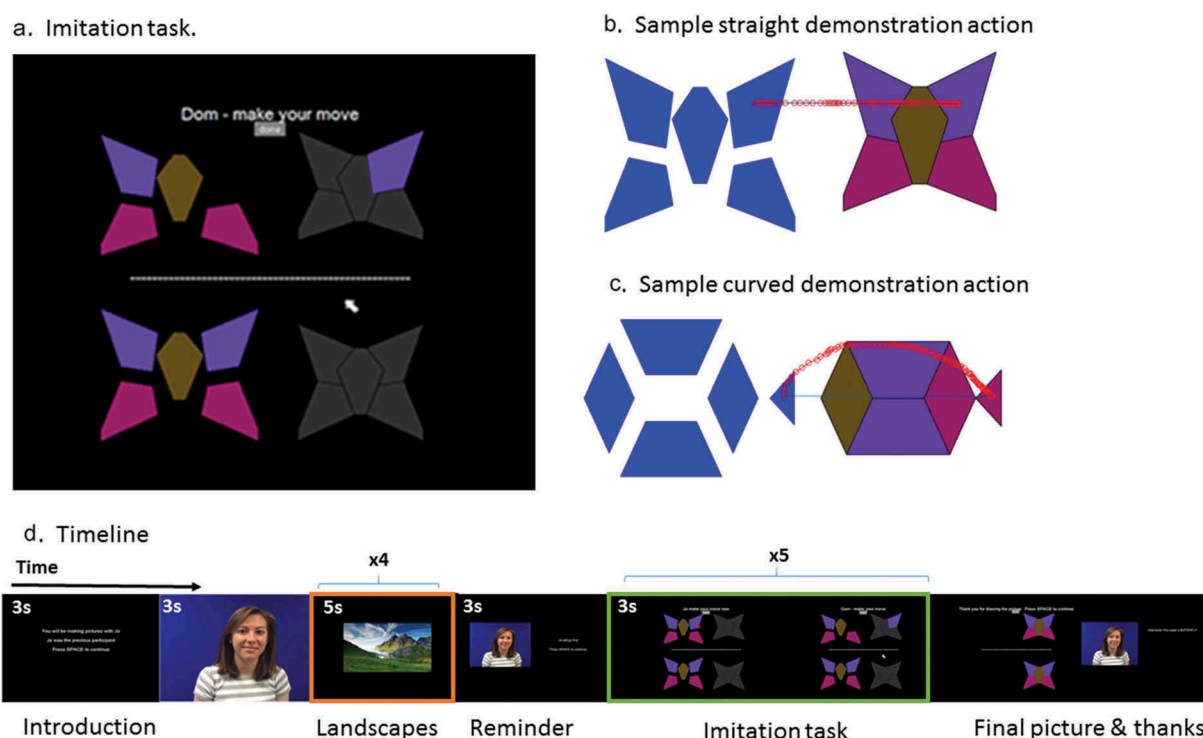 a. Imitation task.
Dom - make your move
done
b. Sample straight demonstration action
c. Sample curved demonstration action
d. Timeline
Time
x4
x5
3s
You will be making pictures with Jo
Jo was the previous participant
Press SPACE to continue
3s
5s
3s
Press SPACE to continue
3s
Jo make your move now
Dom - make your move
Thank you for drawing the picture. Press SPACE to continue
Introduction
Landscapes
Reminder
Imitation task
Final picture & thanks